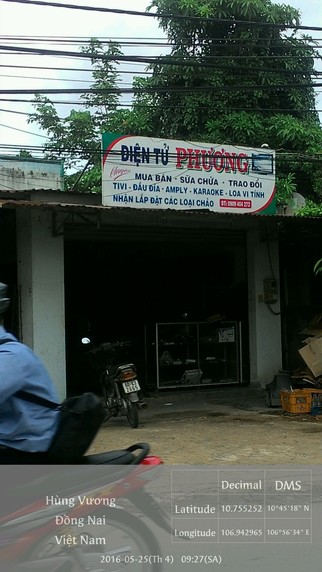 ĐIỆN TỬ PHƯƠNG
MUA BÁN - SỬA CHỮA - TRAO ĐỔI
TIVI - ĐẦU ĐĨA - AMPLY - KARAOKE - LOA VI TÍNH
NHẬN LẮP ĐẶT CÁC LOẠI CHẢO
Hùng Vương
Đồng Nai
Việt Nam
Decimal DMS
Latitude 10.755252 10°45'18" N
Longitude 106.942965 106°56'34" E
2016-05-25(Th 4) 09:27(SA)